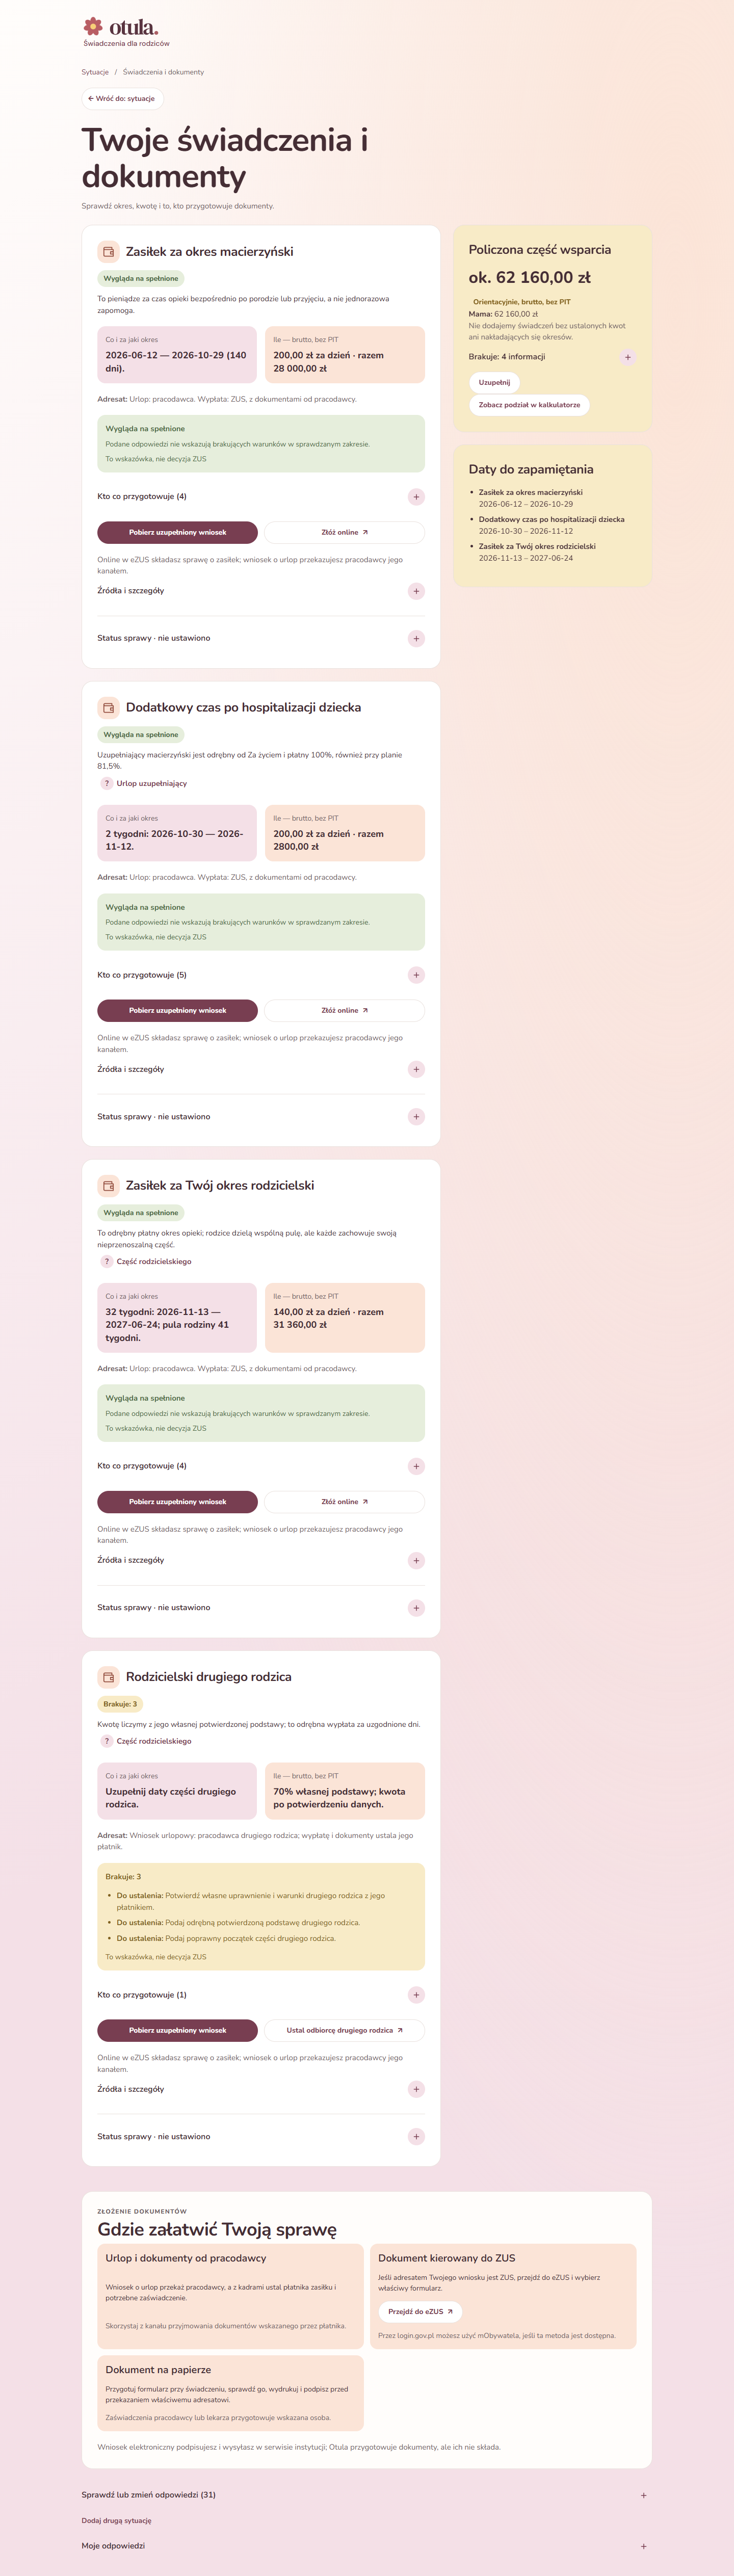 otula.
Świadczenia dla rodziców
Sytuacje / Świadczenia i dokumenty
← Wróć do: sytuacje
Twoje świadczenia i
dokumenty
Sprawdź okres, kwotę i to, kto przygotowuje dokumenty.
Zasiłek za okres macierzyński
Wygląda na spełnione
To pieniądze za czas opieki bezpośrednio po porodzie lub przyjęciu, a nie jednorazowa
zapomoga.
Co i za jaki okres
2026-06-12 — 2026-10-29 (140
dni).
Ile — brutto, bez PIT
200,00 zł za dzień · razem
28 000,00 zł
Adresat: Urlop: pracodawca. Wypłata: ZUS, z dokumentami od pracodawcy.
Wygląda na spełnione
Podane odpowiedzi nie wskazują brakujących warunków w sprawdzanym zakresie.
To wskazówka, nie decyzja ZUS
Kto co przygotowuje (4)
+
Pobierz uzupełniony wniosek
Złóż online ↗
Online w eZUS składasz sprawę o zasiłek; wniosek o urlop przekazujesz pracodawcy jego
kanałem.
Źródła i szczegóły
+
Status sprawy · nie ustawiono
+
Policzona część wsparcia
ok. 62 160,00 zł
Orientacyjnie, brutto, bez PIT
Mama: 62 160,00 zł
Nie dodajemy świadczeń bez ustalonych kwot
ani nakładających się okresów.
Brakuje: 4 informacji
+
Uzupełnij
Zobacz podział w kalkulatorze
Daty do zapamiętania
• Zasiłek za okres macierzyński
2026-06-12 – 2026-10-29
• Dodatkowy czas po hospitalizacji dziecka
2026-10-30 – 2026-11-12
• Zasiłek za Twój okres rodzicielski
2026-11-13 – 2027-06-24
Dodatkowy czas po hospitalizacji dziecka
Wygląda na spełnione
Uzupełniający macierzyński jest odrębny od Za życiem i płatny 100%, również przy planie
81,5%.
? Urlop uzupełniający
Co i za jaki okres
2 tygodni: 2026-10-30 — 2026-
11-12.
Ile — brutto, bez PIT
200,00 zł za dzień · razem
2800,00 zł
Adresat: Urlop: pracodawca. Wypłata: ZUS, z dokumentami od pracodawcy.
Wygląda na spełnione
Podane odpowiedzi nie wskazują brakujących warunków w sprawdzanym zakresie.
To wskazówka, nie decyzja ZUS
Kto co przygotowuje (5)
+
Pobierz uzupełniony wniosek
Złóż online ↗
Online w eZUS składasz sprawę o zasiłek; wniosek o urlop przekazujesz pracodawcy jego
kanałem.
Źródła i szczegóły
+
Status sprawy · nie ustawiono
+
Zasiłek za Twój okres rodzicielski
Wygląda na spełnione
To odrębny płatny okres opieki; rodzice dzielą wspólną pulę, ale każde zachowuje swoją
nieprzenoszalną część.
? Część rodzicielskiego
Co i za jaki okres
32 tygodni: 2026-11-13 —
2027-06-24; pula rodziny 41
tygodni.
Ile — brutto, bez PIT
140,00 zł za dzień · razem
31 360,00 zł
Adresat: Urlop: pracodawca. Wypłata: ZUS, z dokumentami od pracodawcy.
Wygląda na spełnione
Podane odpowiedzi nie wskazują brakujących warunków w sprawdzanym zakresie.
To wskazówka, nie decyzja ZUS
Kto co przygotowuje (4)
+
Pobierz uzupełniony wniosek
Złóż online ↗
Online w eZUS składasz sprawę o zasiłek; wniosek o urlop przekazujesz pracodawcy jego
kanałem.
Źródła i szczegóły
+
Status sprawy · nie ustawiono
+
Rodzicielski drugiego rodzica
Brakuje: 3
Kwotę liczymy z jego własnej potwierdzonej podstawy; to odrębna wypłata za uzgodnione dni.
? Część rodzicielskiego
Co i za jaki okres
Uzupełnij daty części drugiego
rodzica.
Ile — brutto, bez PIT
70% własnej podstawy; kwota
po potwierdzeniu danych.
Adresat: Wniosek urlopowy: pracodawca drugiego rodzica; wypłatę i dokumenty ustala jego
płatnik.
Brakuje: 3
• Do ustalenia: Potwierdź własne uprawnienie i warunki drugiego rodzica z jego
płatnikiem.
• Do ustalenia: Podaj odrębną potwierdzoną podstawę drugiego rodzica.
• Do ustalenia: Podaj poprawny początek części drugiego rodzica.
To wskazówka, nie decyzja ZUS
Kto co przygotowuje (1)
+
Pobierz uzupełniony wniosek
Ustal odbiorcę drugiego rodzica ↗
Online w eZUS składasz sprawę o zasiłek; wniosek o urlop przekazujesz pracodawcy jego
kanałem.
Źródła i szczegóły
+
Status sprawy · nie ustawiono
+
ZŁOŻENIE DOKUMENTÓW
Gdzie załatwić Twoją sprawę
Urlop i dokumenty od pracodawcy
Wniosek o urlop przekaż pracodawcy, a z kadrami ustal płatnika zasiłku i
potrzebne zaświadczenie.
Skorzystaj z kanału przyjmowania dokumentów wskazanego przez płatnika.
Dokument kierowany do ZUS
Jeśli adresatem Twojego wniosku jest ZUS, przejdź do eZUS i wybierz
właściwy formularz.
Przejdź do eZUS ↗
Przez login.gov.pl możesz użyć mObywatela, jeśli ta metoda jest dostępna.
Dokument na papierze
Przygotuj formularz przy świadczeniu, sprawdź go, wydrukuj i podpisz przed
przekazaniem właściwemu adresatowi.
Zaświadczenia pracodawcy lub lekarza przygotowuje wskazana osoba.
Wniosek elektroniczny podpisujesz i wysyłasz w serwisie instytucji; Otula przygotowuje dokumenty, ale ich nie składa.
Sprawdź lub zmień odpowiedzi (31)
+
Dodaj drugą sytuację
Moje odpowiedzi
+